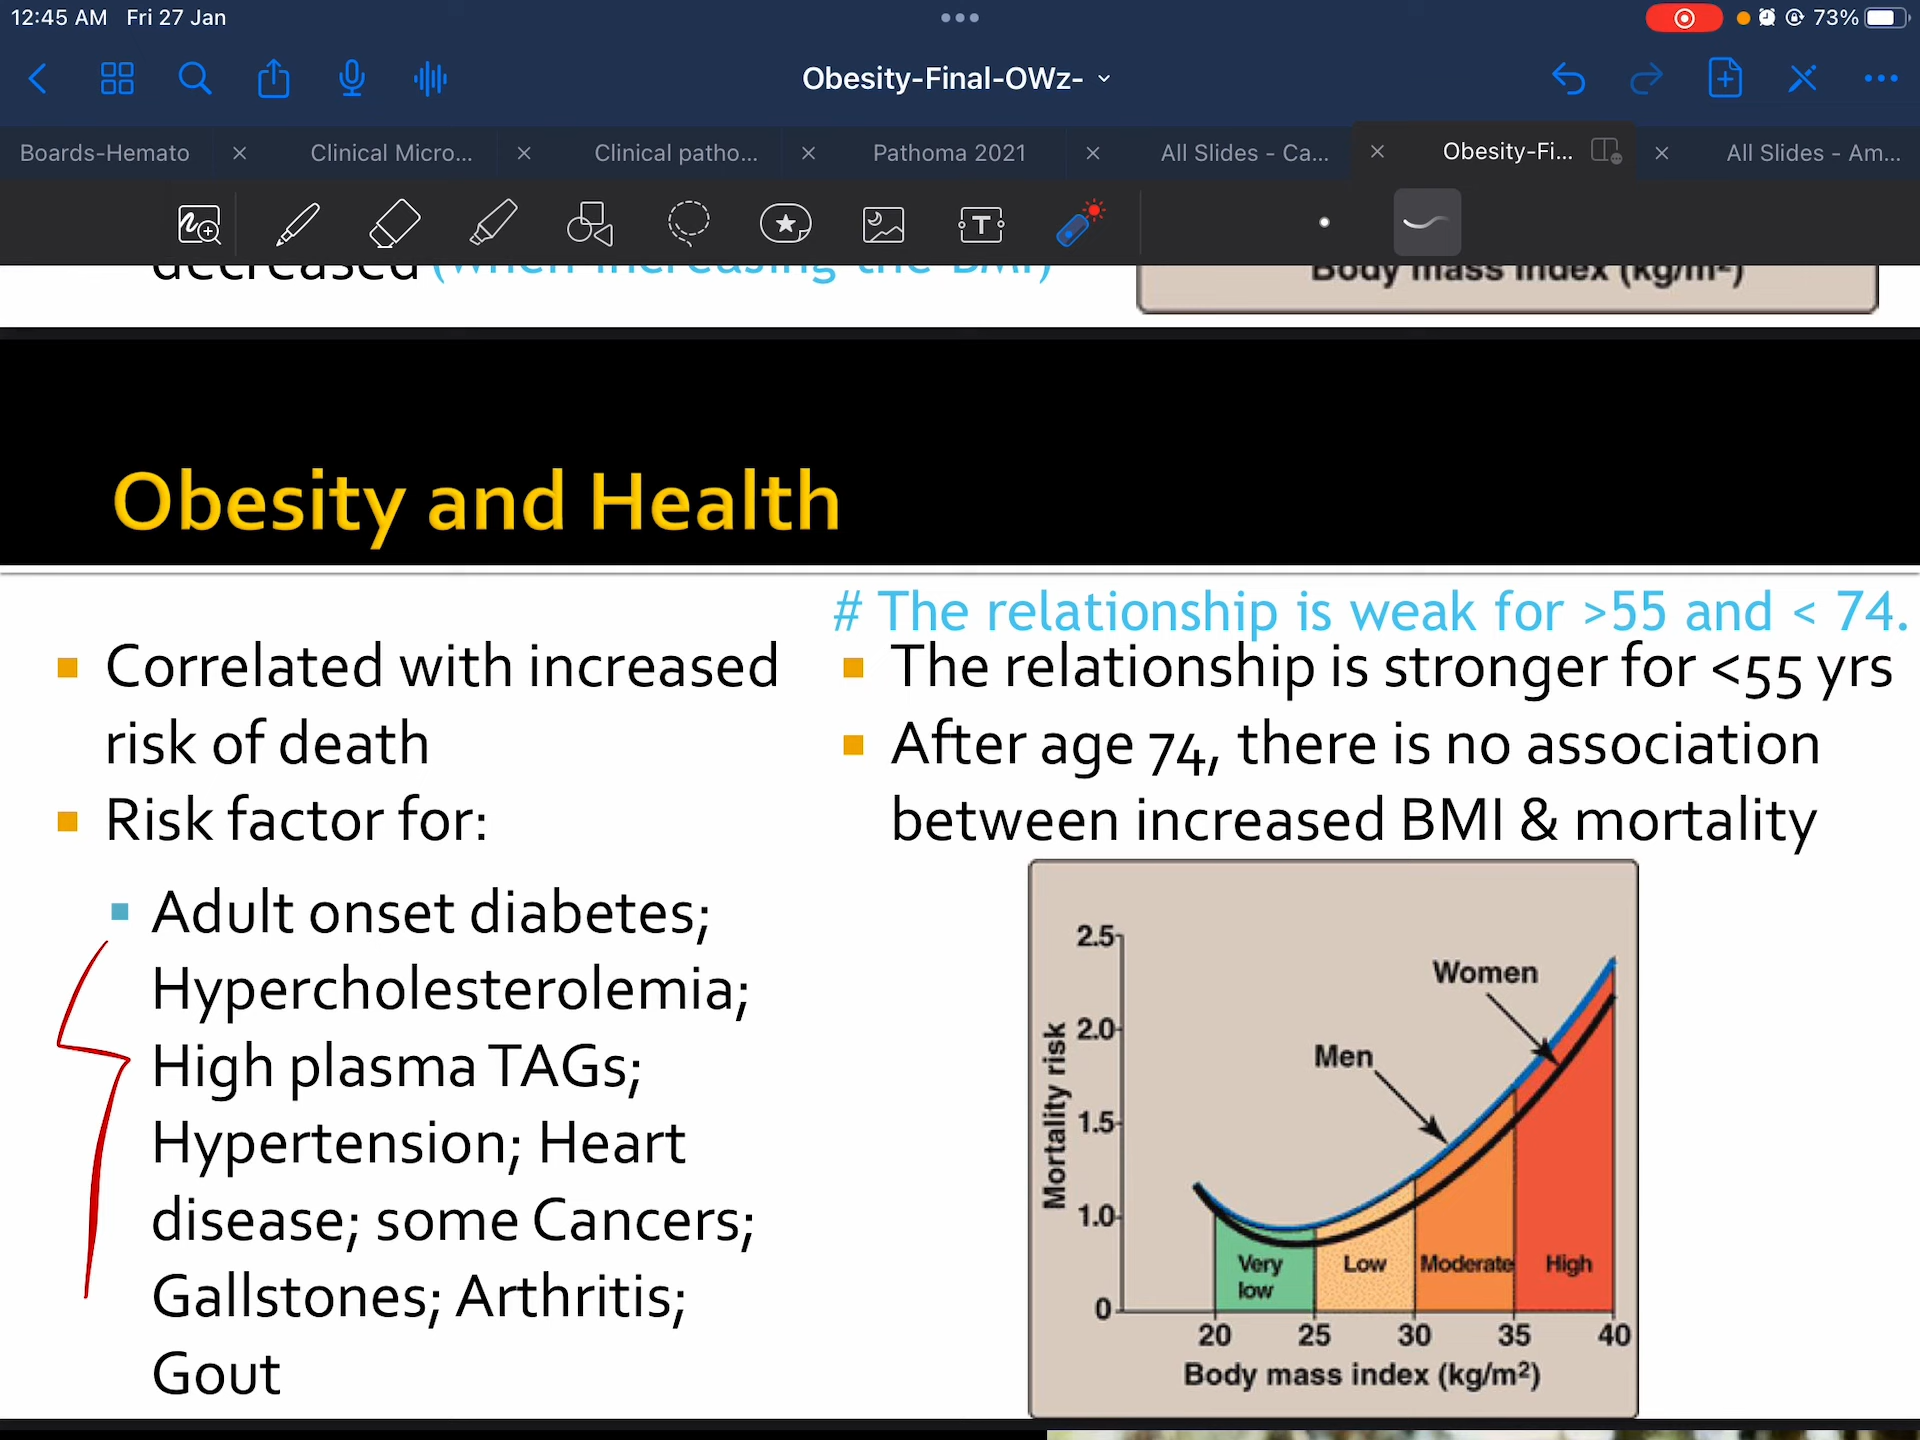 12:45 AM Fri 27 Jan
73%
Obesity-Final-OWz-
Boards-Hemato
Clinical Micro...
Clinical patho...
Pathoma 2021
All Slides - Ca...
Obesity-Fi...
All Slides - Am...
T
decreased (when increasing the BMI)
Body mass index (kg/m²)
Obesity and Health
# The relationship is weak for >55 and < 74.
Correlated with increased
risk of death
Risk factor for:
Adult onset diabetes;
Hypercholesterolemia;
High plasma TAGs;
Hypertension; Heart
disease; some Cancers;
Gallstones; Arthritis;
Gout
The relationship is stronger for <55 yrs
After age 74, there is no association
between increased BMI & mortality
2.5
2.0
1.5
1.0
0
Mortality risk
Women
Men
Very
low
Low
Moderate
High
20 25 30 35 40
Body mass index (kg/m²)